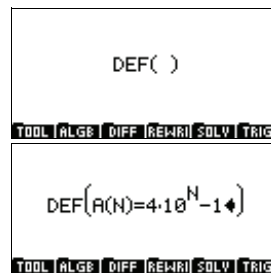 DEF( )
TOOL ALGB DIFF REWRI SOLV TRIG
DEF(A(N)=4·10^N-1◀)
TOOL ALGB DIFF REWRI SOLV TRIG